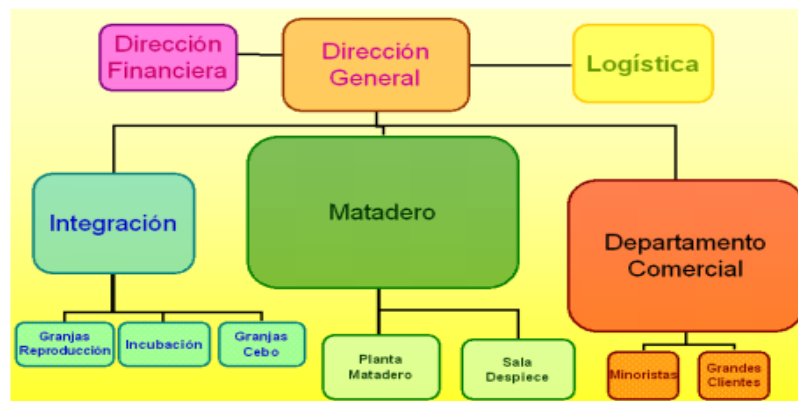 Dirección
Financiera
Dirección
General
Logística
Integración
Matadero
Departamento
Comercial
Granjas
Reproducción
Incubación
Granjas
Cebo
Planta
Matadero
Sala
Despiece
Minoristas
Grandes
Clientes